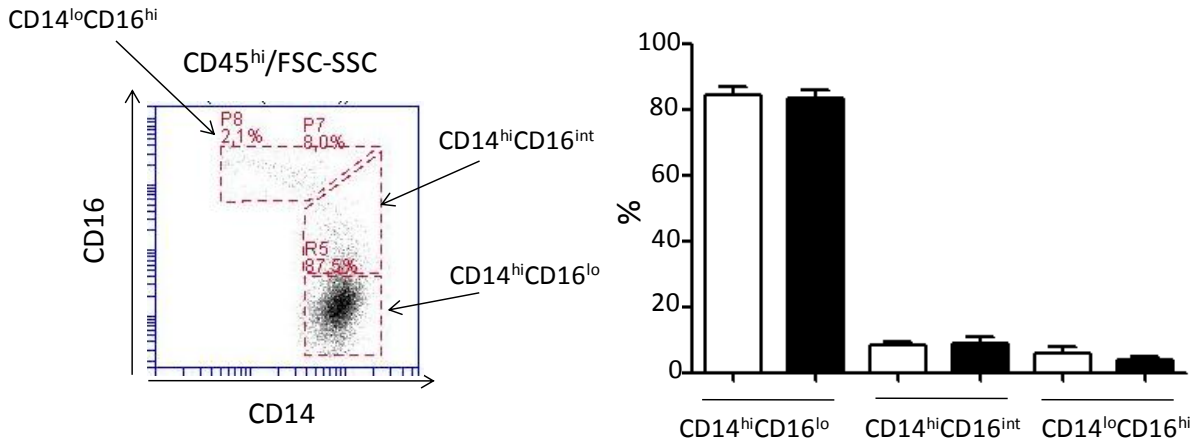 CD14ˡᵒCD16ʰⁱ
CD45ʰⁱ/FSC-SSC
P8
2,1%
P7
8,0%
CD14ʰⁱCD16ⁱⁿᵗ
R5
87,5%
CD14ʰⁱCD16ˡᵒ
CD16
CD14
100
80
60
40
20
0
%
CD14ʰⁱCD16ˡᵒ
CD14ʰⁱCD16ⁱⁿᵗ
CD14ˡᵒCD16ʰⁱ